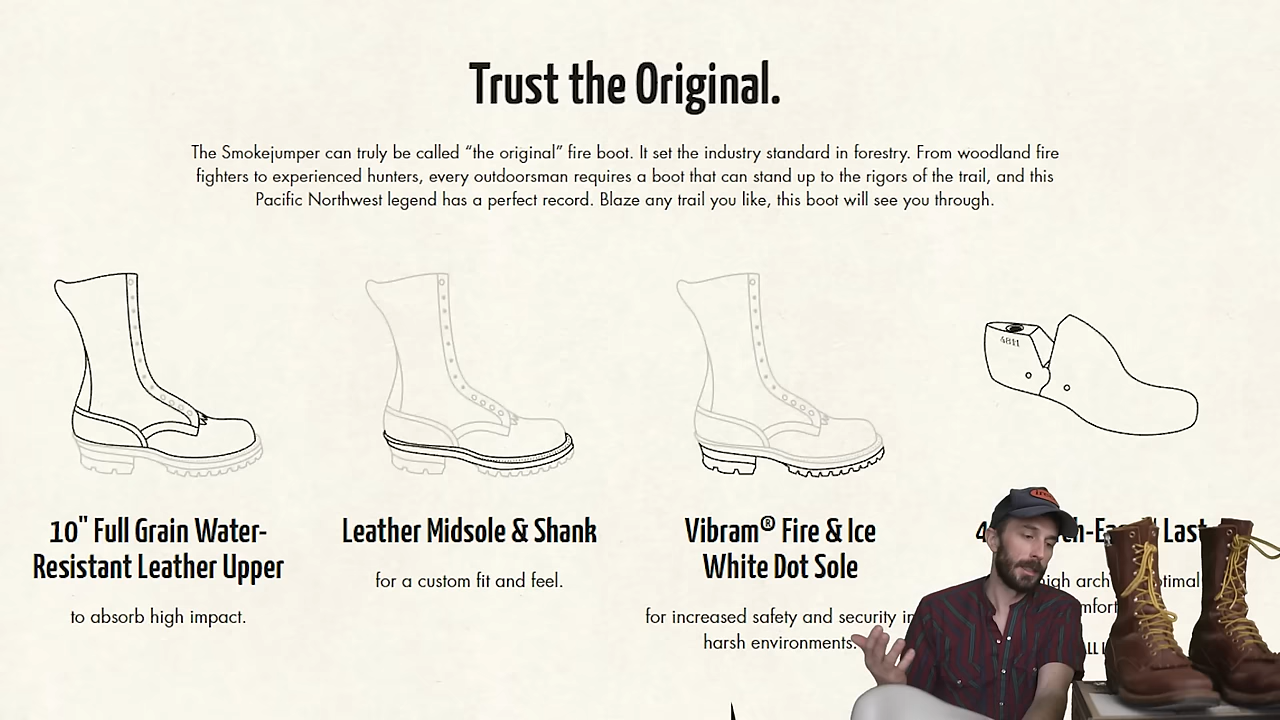 Trust the Original.
The Smokejumper can truly be called “the original” fire boot. It set the industry standard in forestry. From woodland fire
fighters to experienced hunters, every outdoorsman requires a boot that can stand up to the rigors of the trail, and this
Pacific Northwest legend has a perfect record. Blaze any trail you like, this boot will see you through.
4811
10" Full Grain Water-
Resistant Leather Upper
to absorb high impact.
Leather Midsole & Shank
for a custom fit and feel.
Vibram® Fire & Ice
White Dot Sole
for increased safety and security in
harsh environments.
Last
high